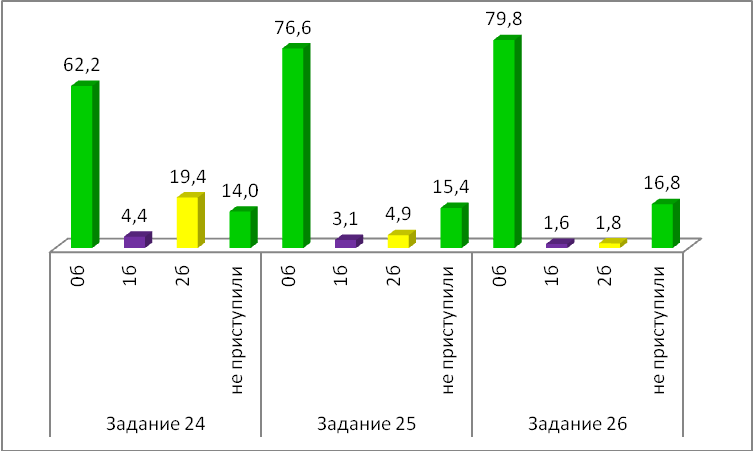 62,2
4,4
19,4
14,0
76,6
3,1
4,9
15,4
79,8
1,6
1,8
16,8
0б
1б
2б
не приступили
0б
1б
2б
не приступили
0б
1б
2б
не приступили
Задание 24
Задание 25
Задание 26